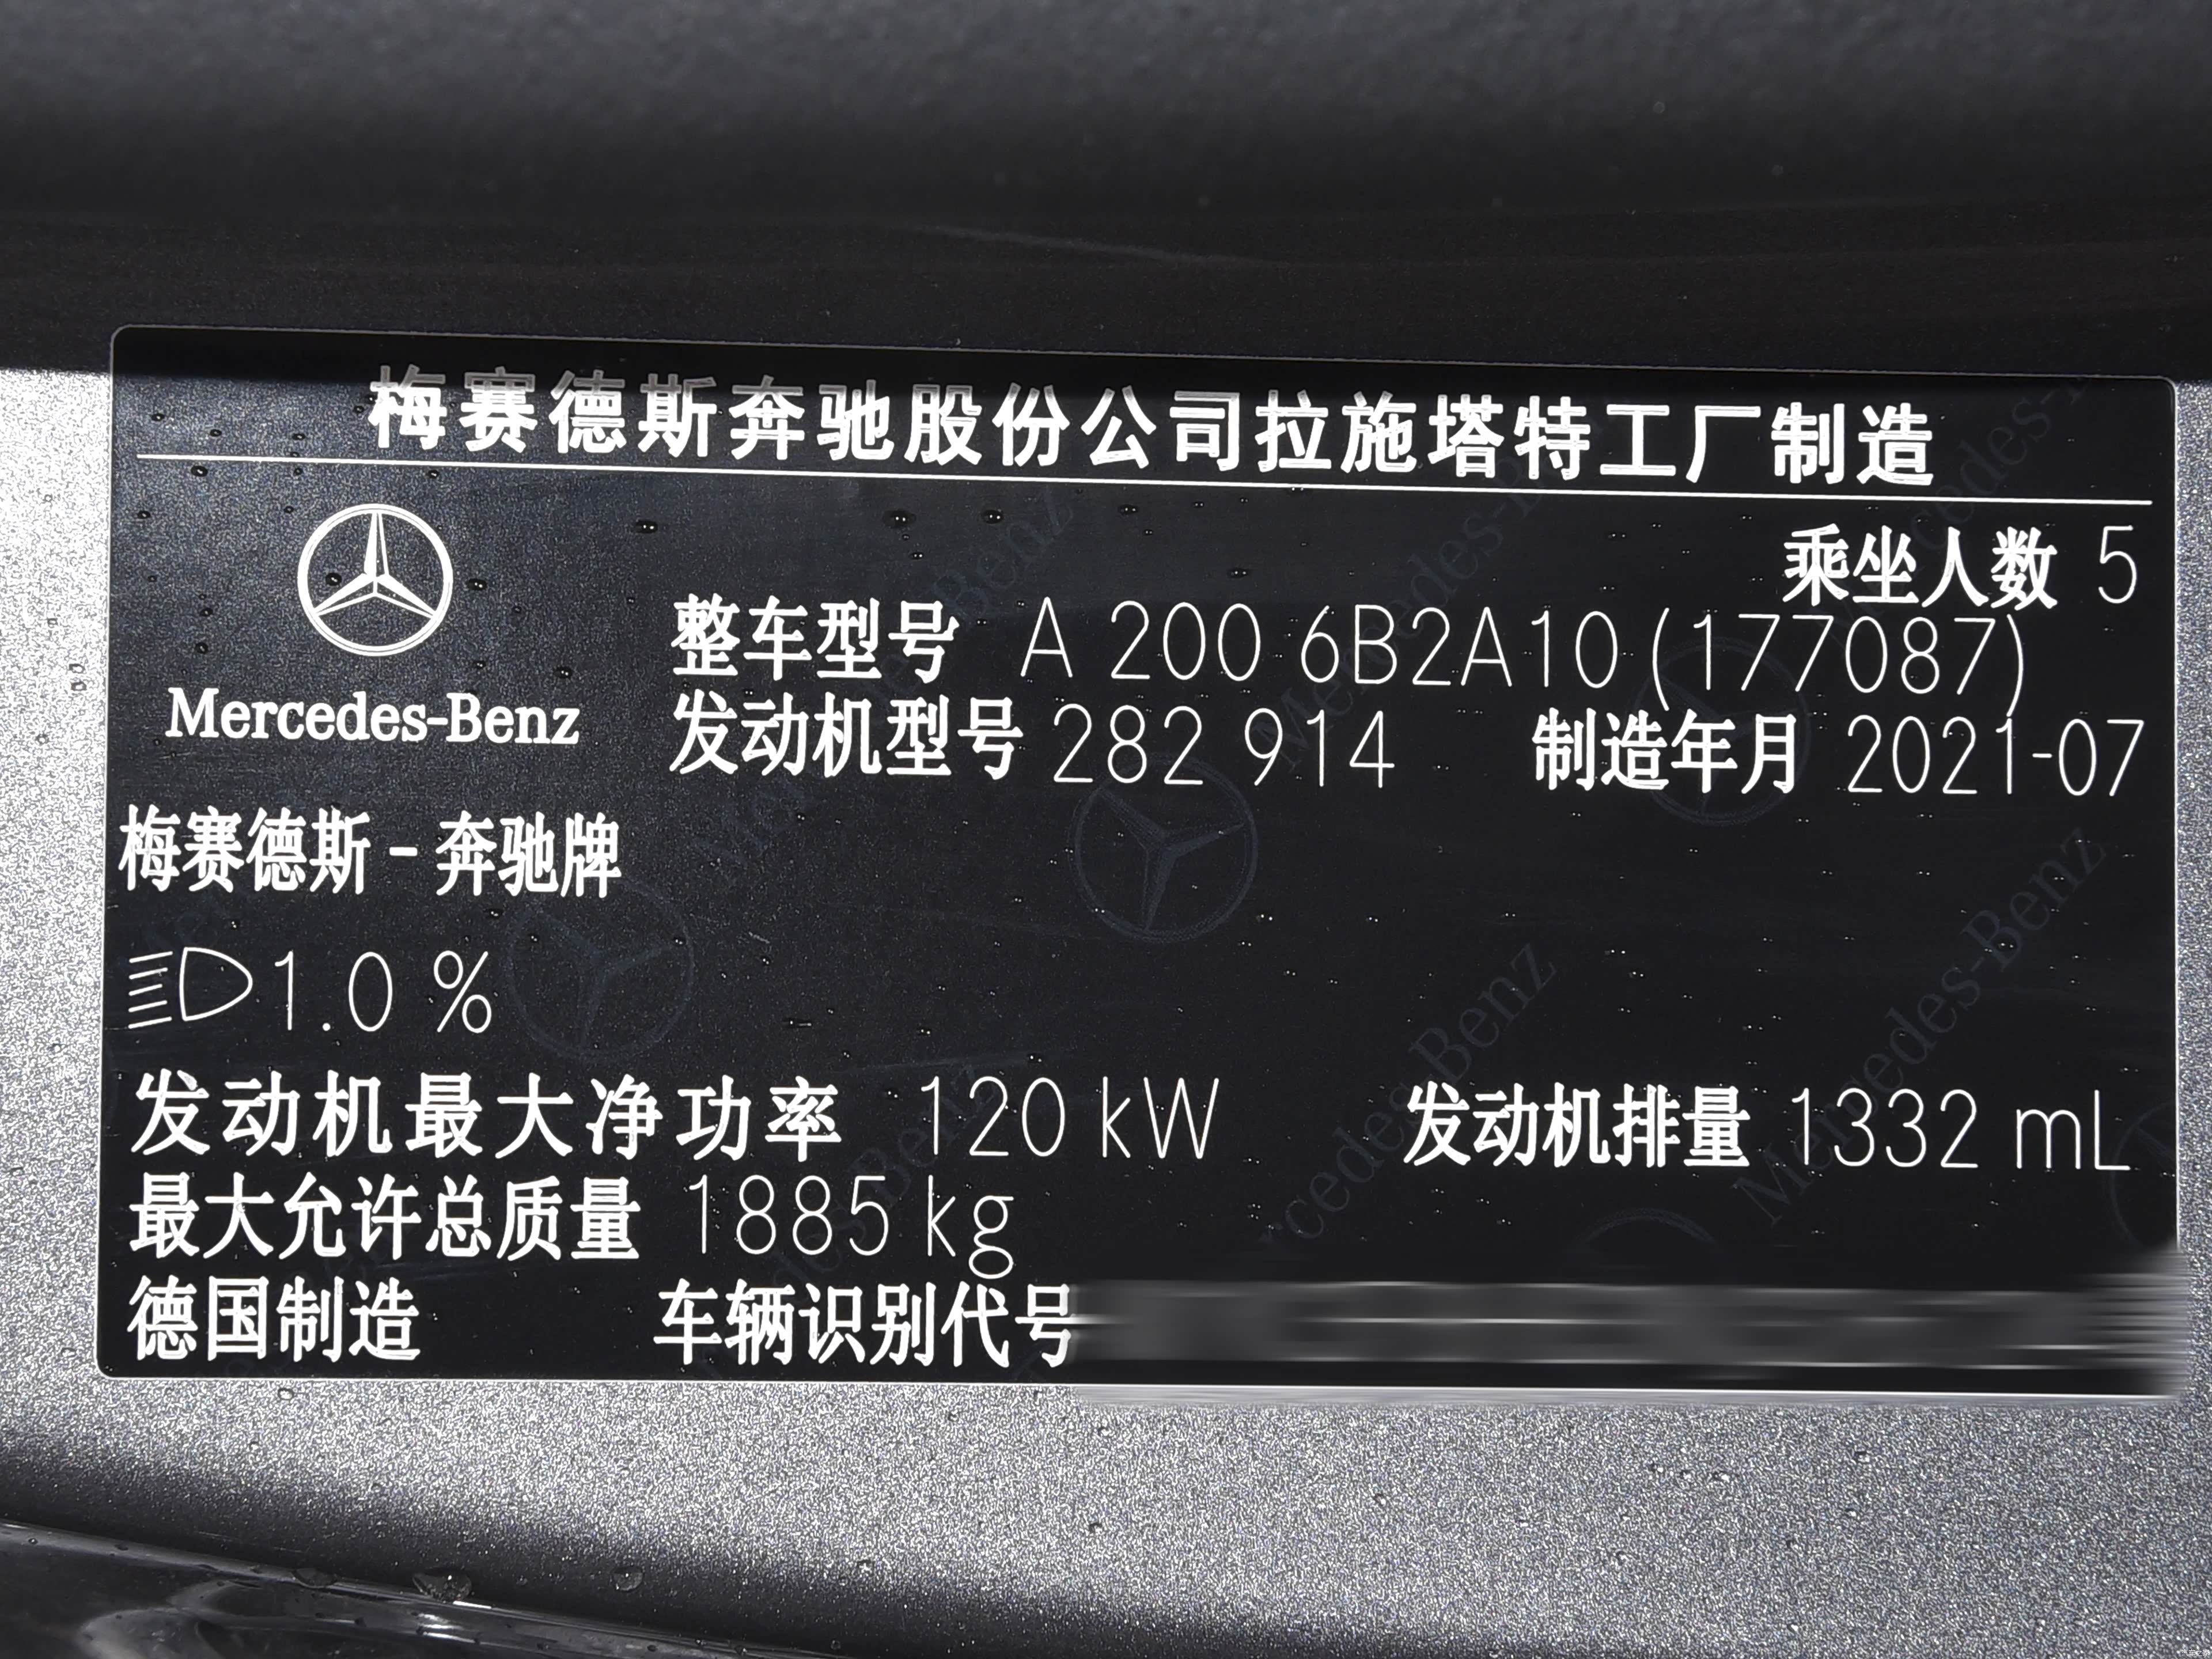 梅赛德斯奔驰股份公司拉施塔特工厂制造
乘坐人数 5
Mercedes-Benz
整车型号 A 200 6B2A10 (177087)
发动机型号 282 914 制造年月 2021-07
梅赛德斯-奔驰牌
1.0 %
发动机最大净功率 120 kW 发动机排量 1332 mL
最大允许总质量 1885 kg
德国制造 车辆识别代号